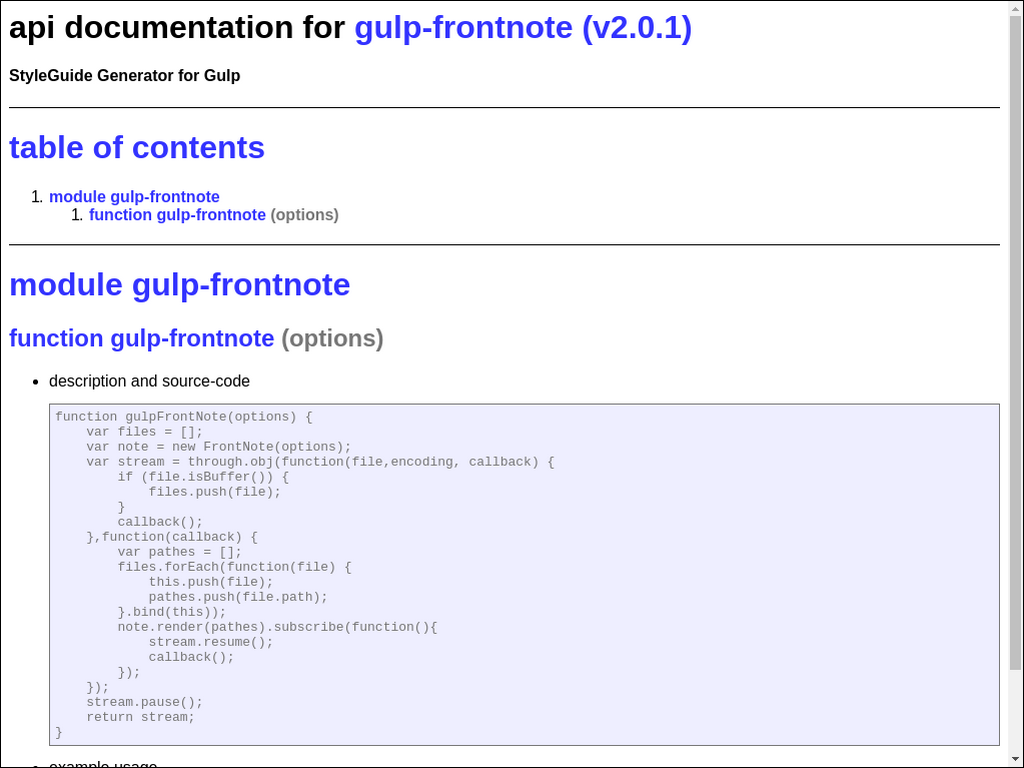 api documentation for gulp-frontnote (v2.0.1)
StyleGuide Generator for Gulp
table of contents
1. module gulp-frontnote
1. function gulp-frontnote (options)
module gulp-frontnote
function gulp-frontnote (options)
• description and source-code
function gulpFrontNote(options) {
    var files = [];
    var note = new FrontNote(options);
    var stream = through.obj(function(file,encoding, callback) {
        if (file.isBuffer()) {
            files.push(file);
        }
        callback();
    },function(callback) {
        var pathes = [];
        files.forEach(function(file) {
            this.push(file);
            pathes.push(file.path);
        }.bind(this));
        note.render(pathes).subscribe(function(){
            stream.resume();
            callback();
        });
    });
    stream.pause();
    return stream;
}
• example usage